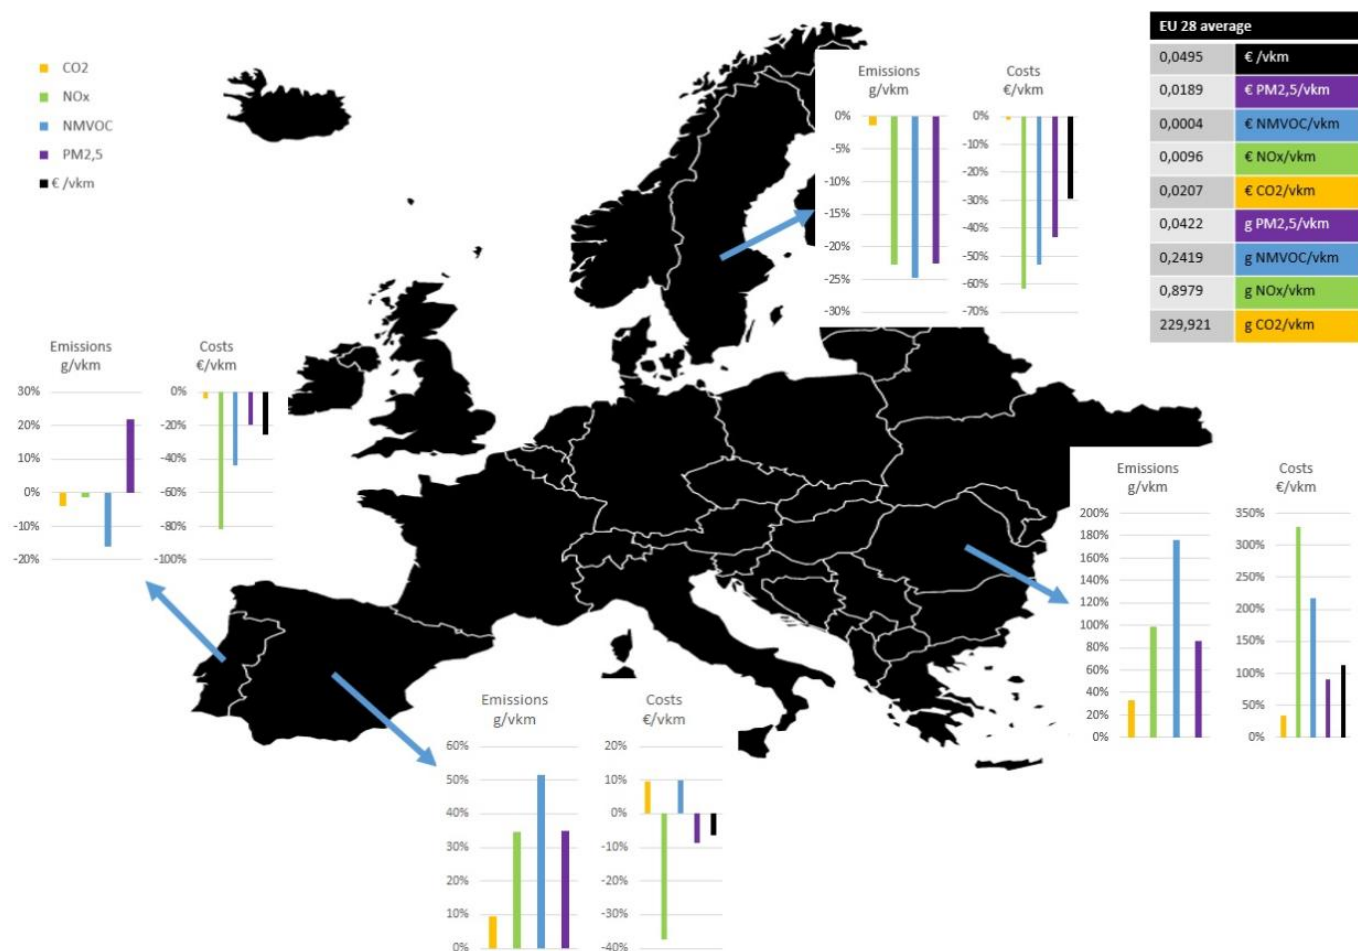 CO2
NOx
NMVOC
PM2,5
€ /vkm
Emissions
g/vkm
0%
-5%
-10%
-15%
-20%
-25%
-30%
Costs
€/vkm
0%
-10%
-20%
-30%
-40%
-50%
-60%
-70%
EU 28 average
0,0495 € /vkm
0,0189 € PM2,5/vkm
0,0004 € NMVOC/vkm
0,0096 € NOx/vkm
0,0207 € CO2/vkm
0,0422 g PM2,5/vkm
0,2419 g NMVOC/vkm
0,8979 g NOx/vkm
229,921 g CO2/vkm
Emissions
g/vkm
30%
20%
10%
0%
-10%
-20%
Costs
€/vkm
0%
-20%
-40%
-60%
-80%
-100%
Emissions
g/vkm
200%
180%
160%
140%
120%
100%
80%
60%
40%
20%
0%
Costs
€/vkm
350%
300%
250%
200%
150%
100%
50%
0%
Emissions
g/vkm
60%
50%
40%
30%
20%
10%
0%
Costs
€/vkm
20%
10%
0%
-10%
-20%
-30%
-40%